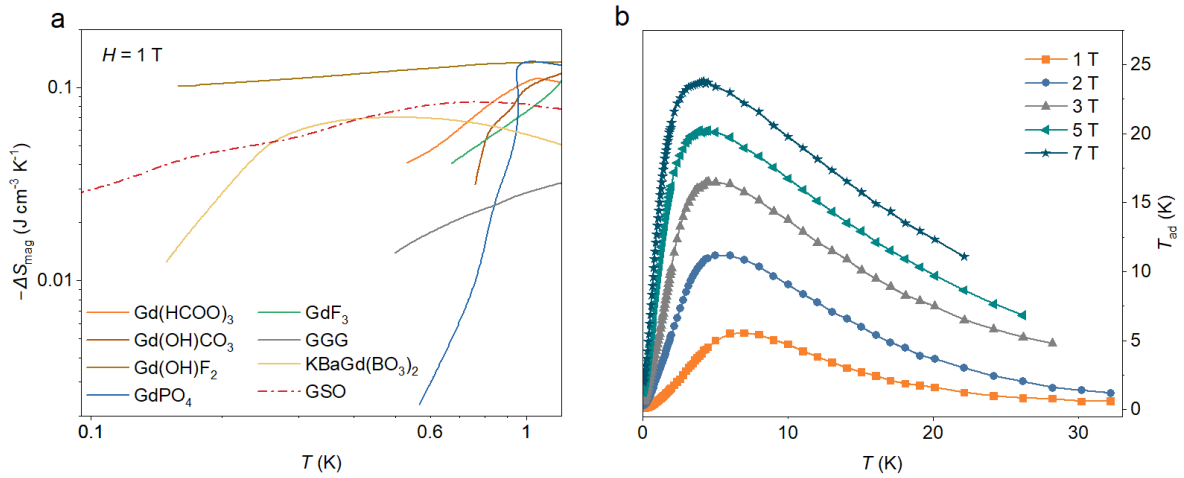 a
H = 1 T
−ΔSmag (J cm⁻³ K⁻¹)
0.1
0.01
Gd(HCOO)₃
Gd(OH)CO₃
Gd(OH)F₂
GdPO₄
GdF₃
GGG
KBaGd(BO₃)₂
GSO
0.1
0.6
1
T (K)
b
1 T
2 T
3 T
5 T
7 T
25
20
15
10
5
0
Tad (K)
0
10
20
30
T (K)